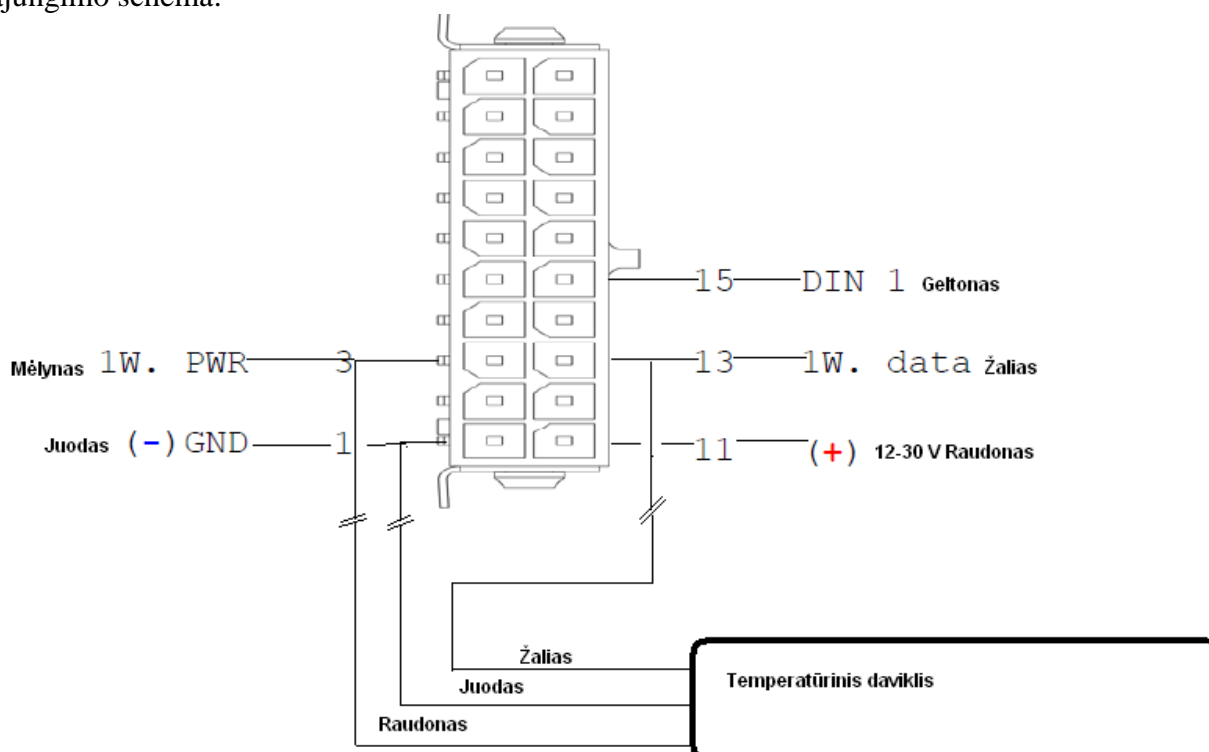 ajungimo schema:
15 DIN 1 Geltonas
Mėlynas 1W. PWR 3
13 1W. data Žalias
Juodas (-) GND 1
11 (+) 12-30 V Raudonas
Žalias
Temperatūrinis daviklis
Juodas
Raudonas